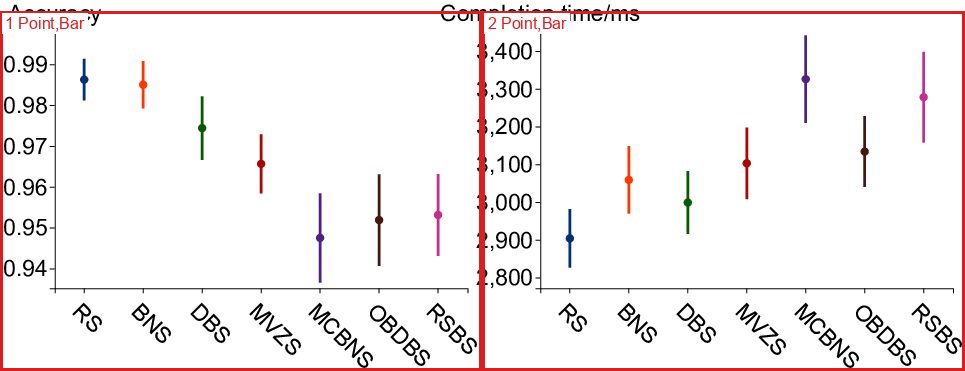 Accuracy
Completion time/ms
1 Point,Bar
2 Point,Bar
0.99
0.98
0.97
0.96
0.95
0.94
RS
BNS
DBS
MVZS
MCBNS
OBDBS
RSBS
3,400
3,300
3,200
3,100
3,000
2,900
2,800
RS
BNS
DBS
MVZS
MCBNS
OBDBS
RSBS